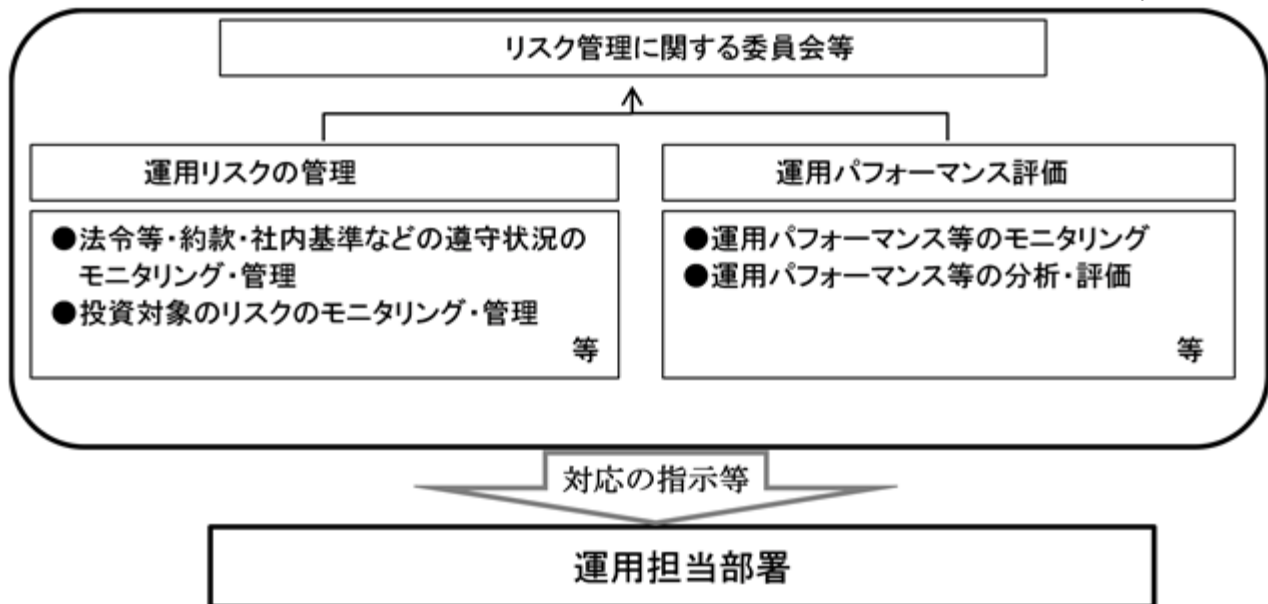 リスク管理に関する委員会等
運用リスクの管理
●法令等・約款・社内基準などの遵守状況の
モニタリング・管理
●投資対象のリスクのモニタリング・管理
等
運用パフォーマンス評価
●運用パフォーマンス等のモニタリング
●運用パフォーマンス等の分析・評価
等
対応の指示等
運用担当部署